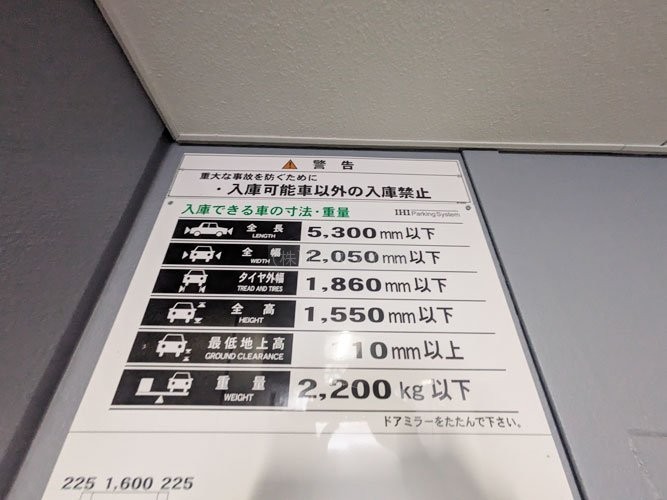 警告
重大な事故を防ぐために
・入庫可能車以外の入庫禁止
入庫できる車の寸法・重量 IHI Parking System
全長 LENGTH 5,300mm以下
全幅 WIDTH 2,050mm以下
タイヤ外幅 TREAD AND TIRES 1,860mm以下
全高 HEIGHT 1,550mm以下
最低地上高 GROUND CLEARANCE 110mm以上
重量 WEIGHT 2,200kg以下
ドアミラーをたたんで下さい。
225 1,600 225